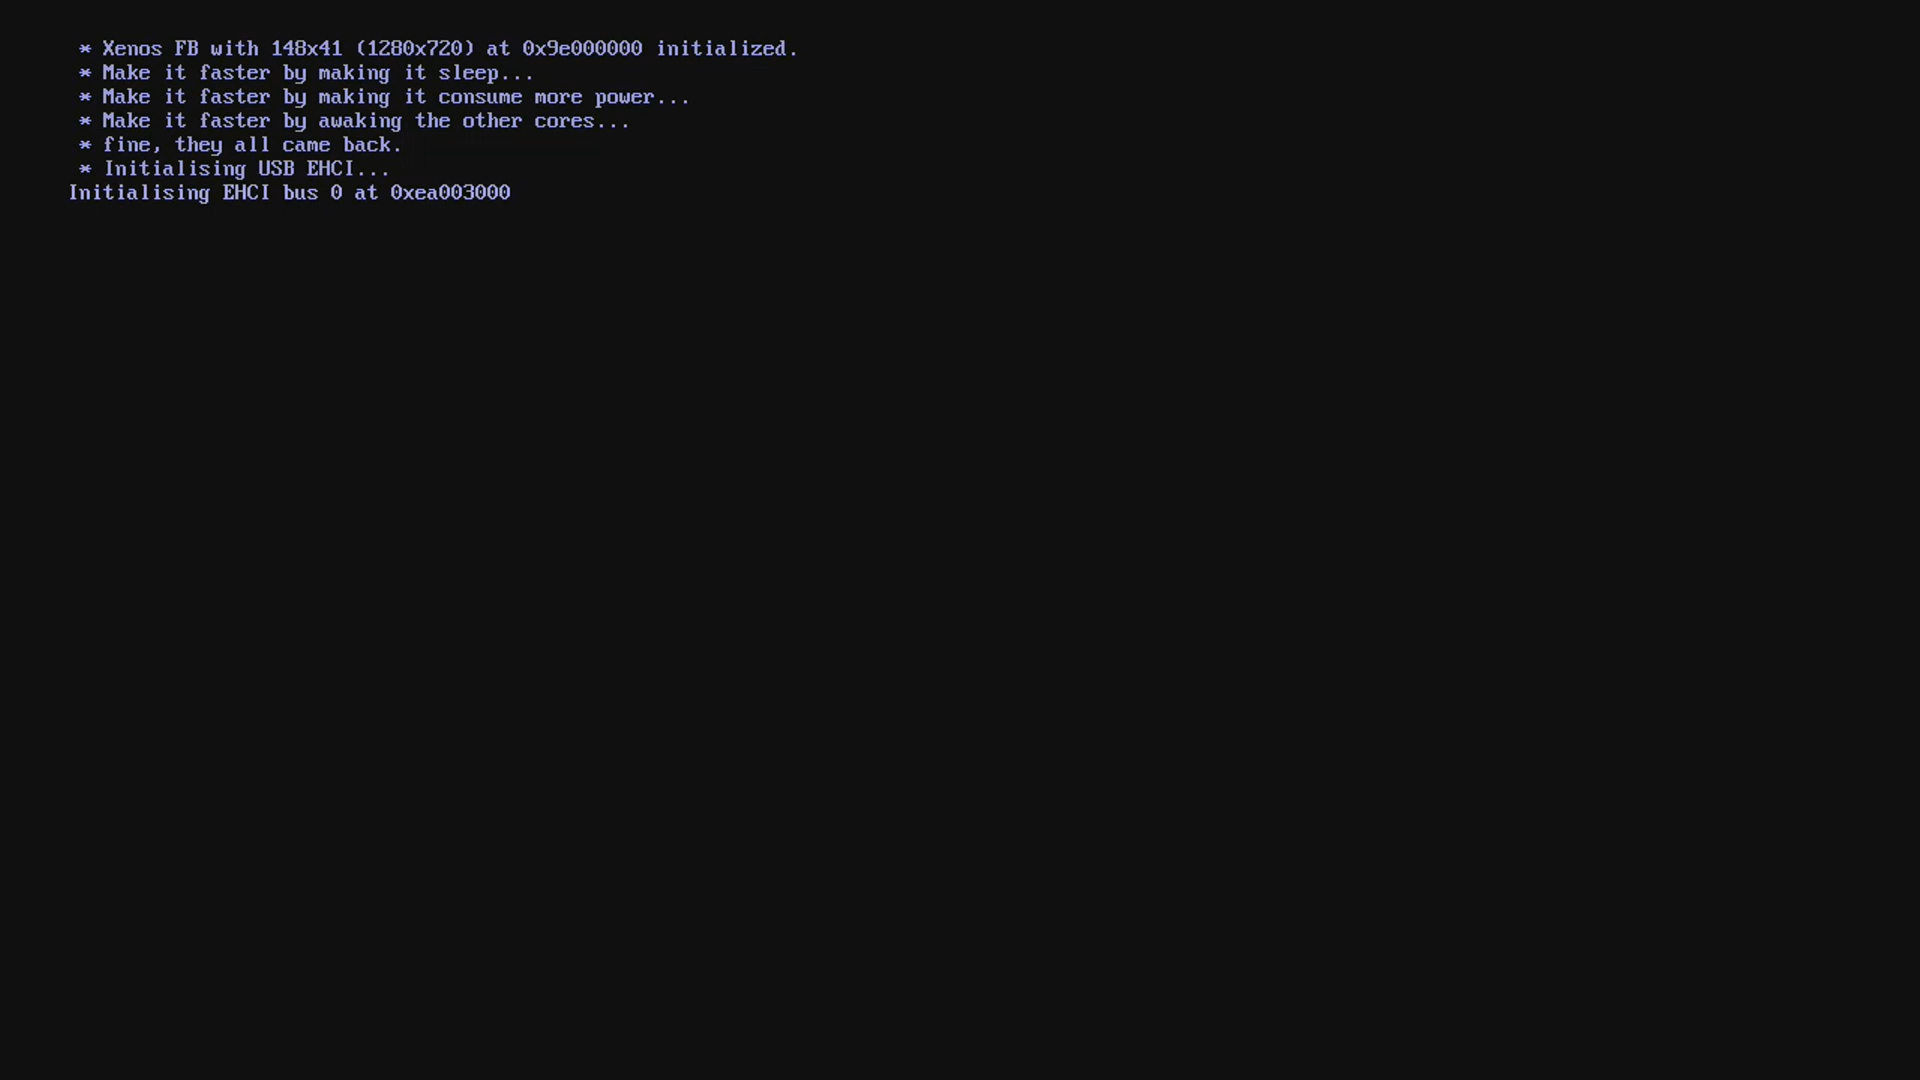 * Xenos FB with 148x41 (1280x720) at 0x9e000000 initialized.
* Make it faster by making it sleep...
* Make it faster by making it consume more power...
* Make it faster by awaking the other cores...
* fine, they all came back.
* Initialising USB EHCI...
Initialising EHCI bus 0 at 0xea003000